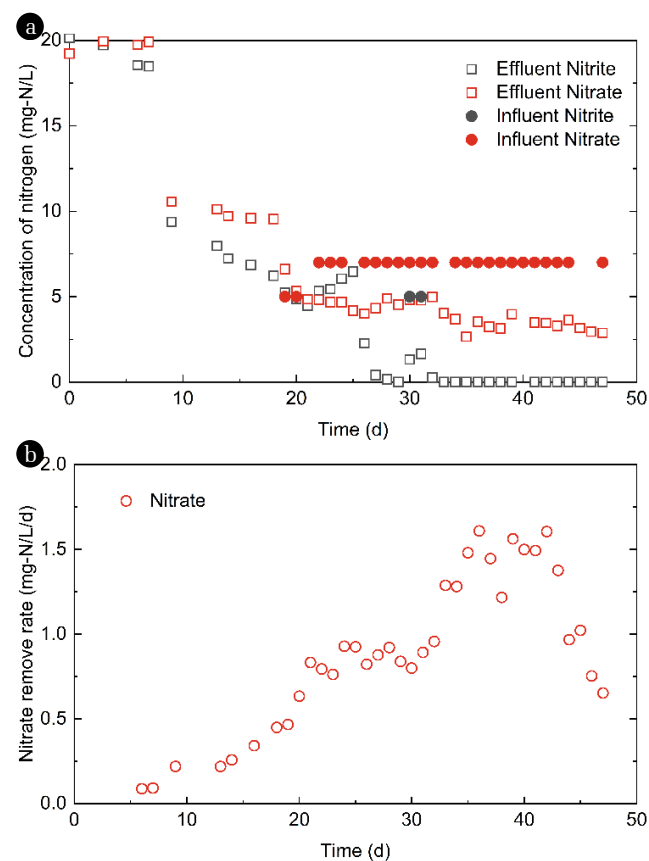 a
Concentration of nitrogen (mg-N/L)
20
15
10
5
0
Effluent Nitrite
Effluent Nitrate
Influent Nitrite
Influent Nitrate
0 10 20 30 40 50
Time (d)
b
Nitrate remove rate (mg-N/L/d)
2.0
1.5
1.0
0.5
0.0
Nitrate
0 10 20 30 40 50
Time (d)